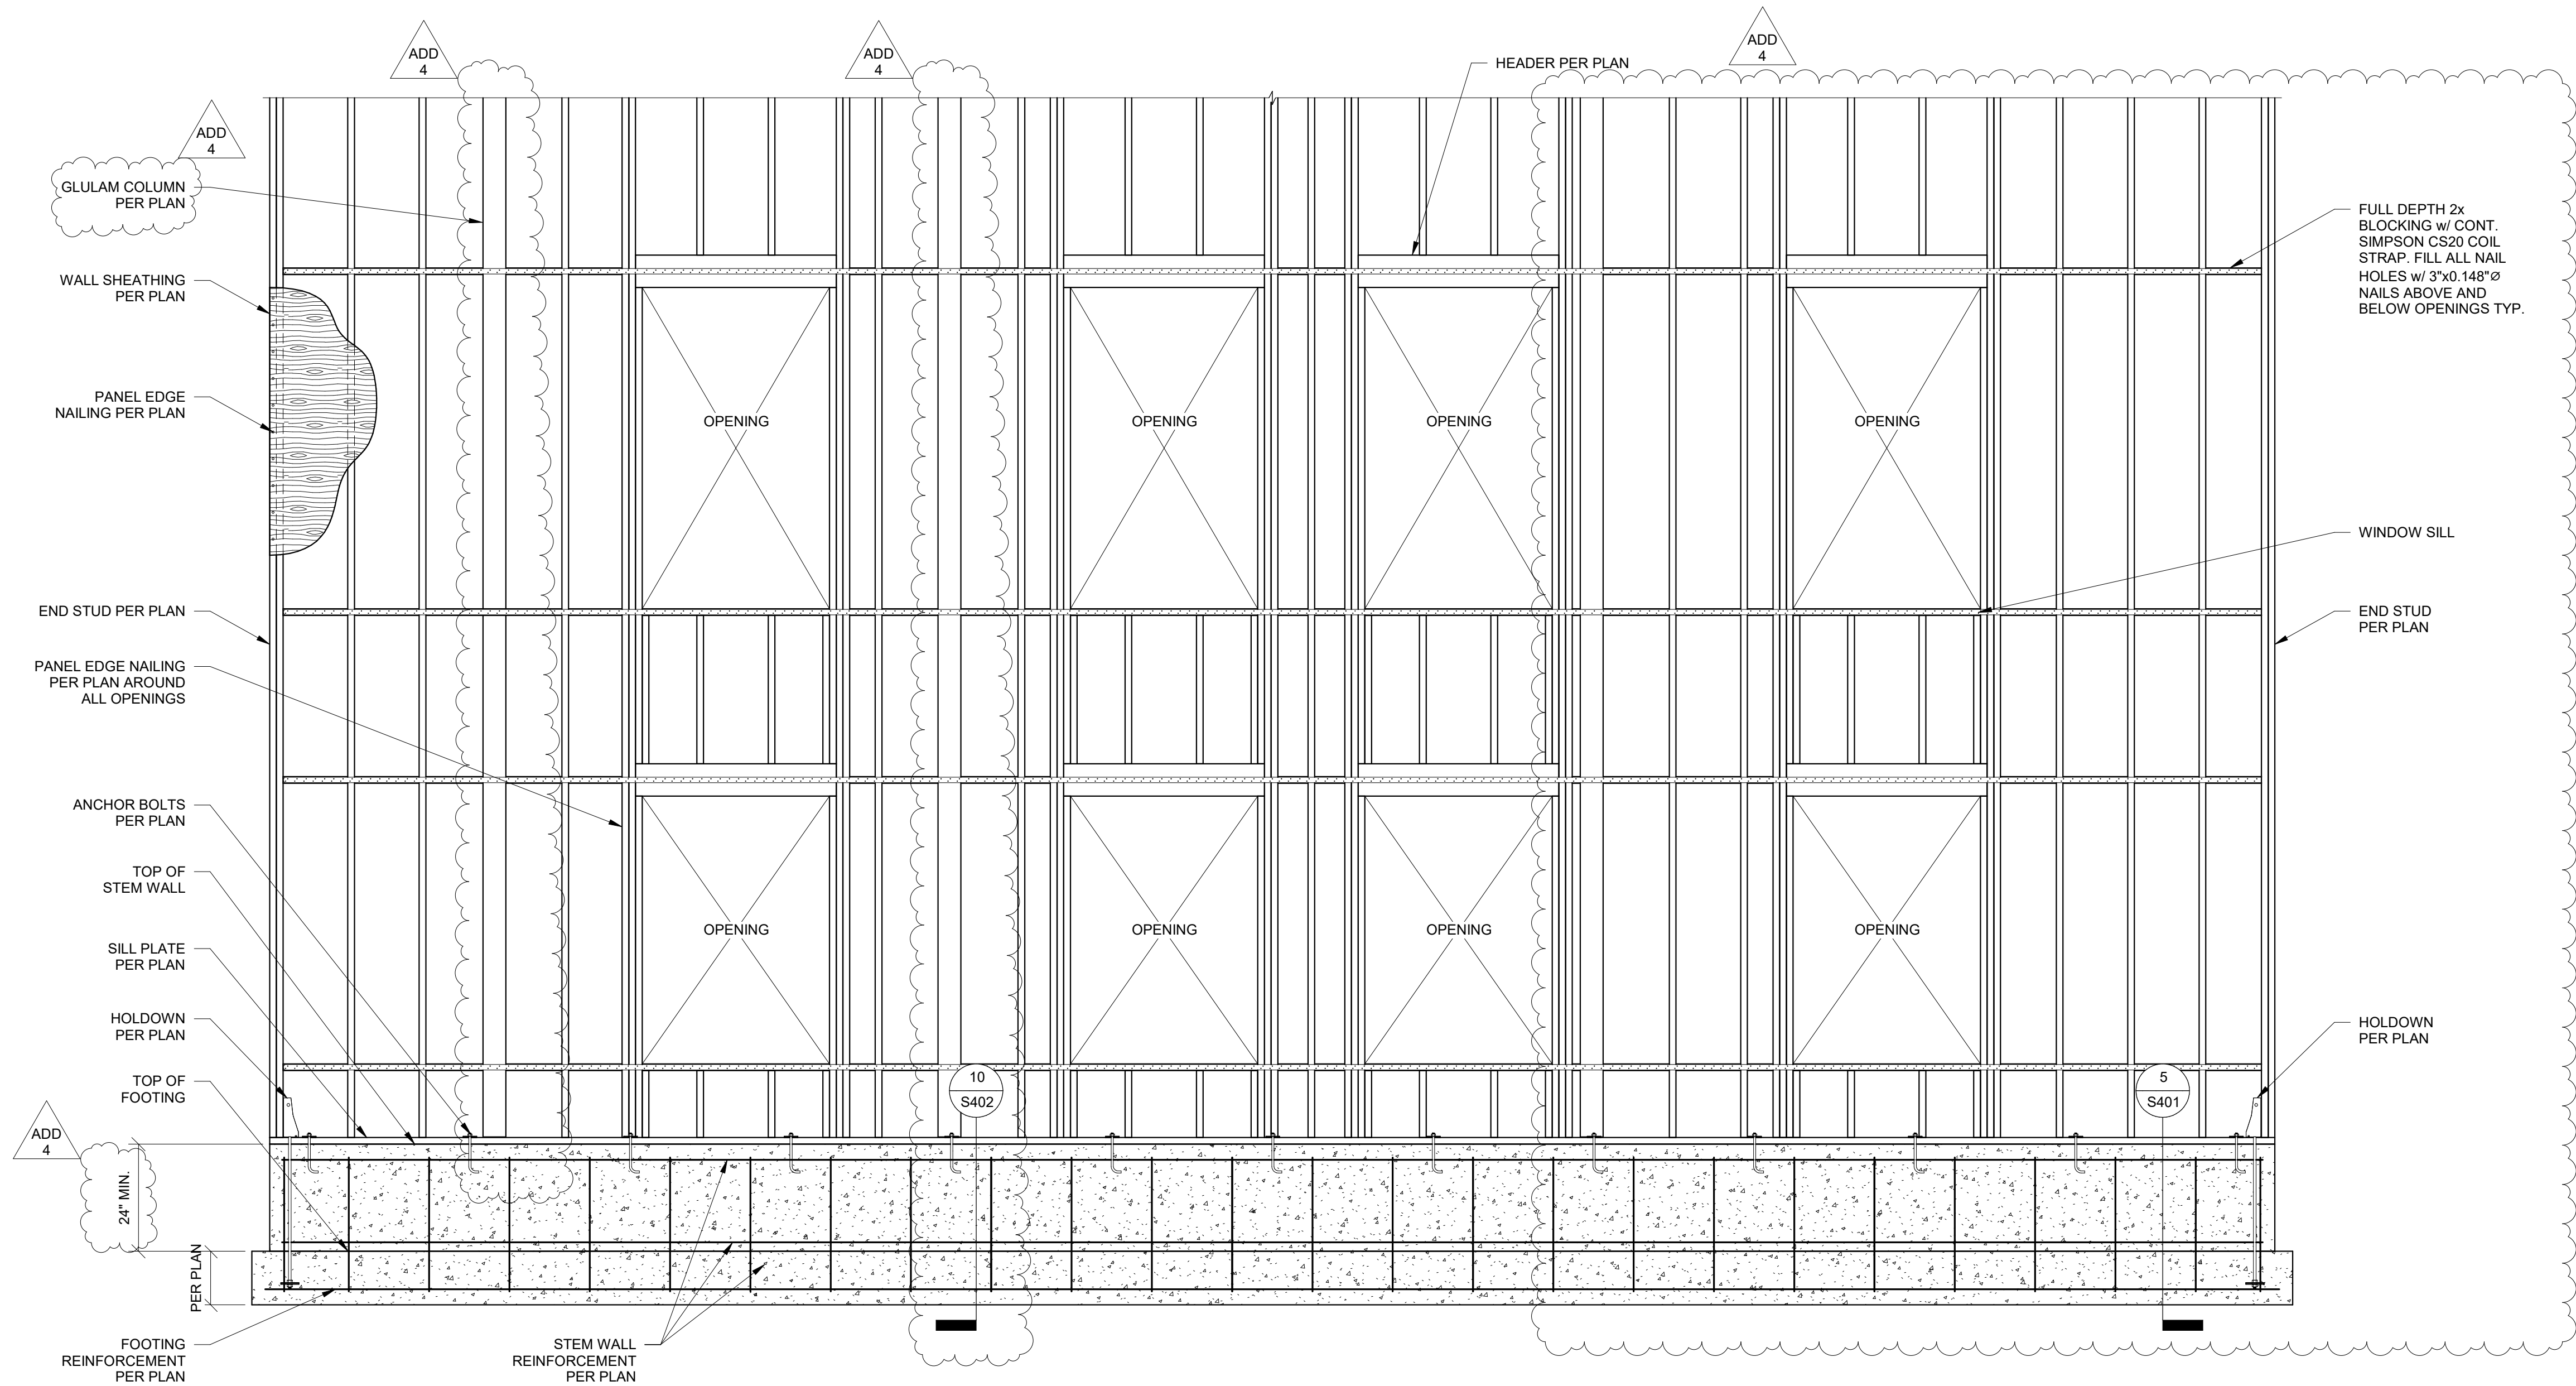 ADD
4
ADD
4
ADD
4
HEADER PER PLAN
ADD
4
GLULAM COLUMN
PER PLAN
FULL DEPTH 2x
BLOCKING w/ CONT.
SIMPSON CS20 COIL
STRAP. FILL ALL NAIL
HOLES w/ 3"x0.148"Ø
NAILS ABOVE AND
BELOW OPENINGS TYP.
WALL SHEATHING
PER PLAN
PANEL EDGE
NAILING PER PLAN
OPENING
OPENING
OPENING
OPENING
WINDOW SILL
END STUD PER PLAN
END STUD
PER PLAN
PANEL EDGE NAILING
PER PLAN AROUND
ALL OPENINGS
ANCHOR BOLTS
PER PLAN
TOP OF
STEM WALL
OPENING
OPENING
OPENING
OPENING
SILL PLATE
PER PLAN
HOLDOWN
PER PLAN
HOLDOWN
PER PLAN
TOP OF
FOOTING
10
S402
5
S401
ADD
4
24" MIN.
PER PLAN
FOOTING
REINFORCEMENT
PER PLAN
STEM WALL
REINFORCEMENT
PER PLAN